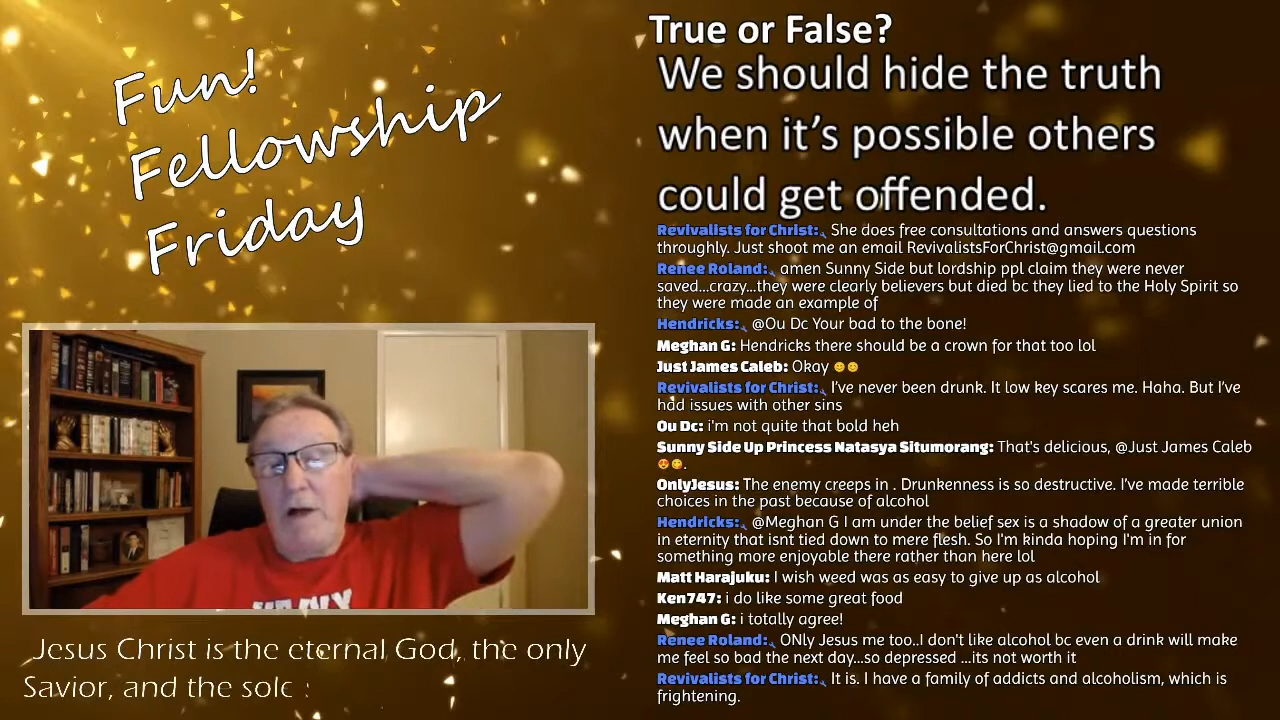 Fun!
Fellowship
Friday
Jesus Christ is the eternal God, the only
Savior, and the sole
True or False?
We should hide the truth
when it’s possible others
could get offended.
Revivalists for Christ: She does free consultations and answers questions
throughly. Just shoot me an email RevivalistsForChrist@gmail.com
Renee Roland: amen Sunny Side but lordship ppl claim they were never
saved...crazy...they were clearly believers but died bc they lied to the Holy Spirit so
they were made an example of
Hendricks: @Ou Dc Your bad to the bone!
Meghan G: Hendricks there should be a crown for that too lol
Just James Caleb: Okay 😊😊
Revivalists for Christ: I’ve never been drunk. It low key scares me. Haha. But I’ve
had issues with other sins
Ou Dc: i'm not quite that bold heh
Sunny Side Up Princess Natasya Situmorang: That's delicious, @Just James Caleb
😍😋.
OnlyJesus: The enemy creeps in . Drunkenness is so destructive. I’ve made terrible
choices in the past because of alcohol
Hendricks: @Meghan G I am under the belief sex is a shadow of a greater union
in eternity that isnt tied down to mere flesh. So I'm kinda hoping I'm in for
something more enjoyable there rather than here lol
Matt Harajuku: I wish weed was as easy to give up as alcohol
Ken747: i do like some great food
Meghan G: i totally agree!
Renee Roland: ONly Jesus me too..I don't like alcohol bc even a drink will make
me feel so bad the next day...so depressed ...its not worth it
Revivalists for Christ: It is. I have a family of addicts and alcoholism, which is
frightening.